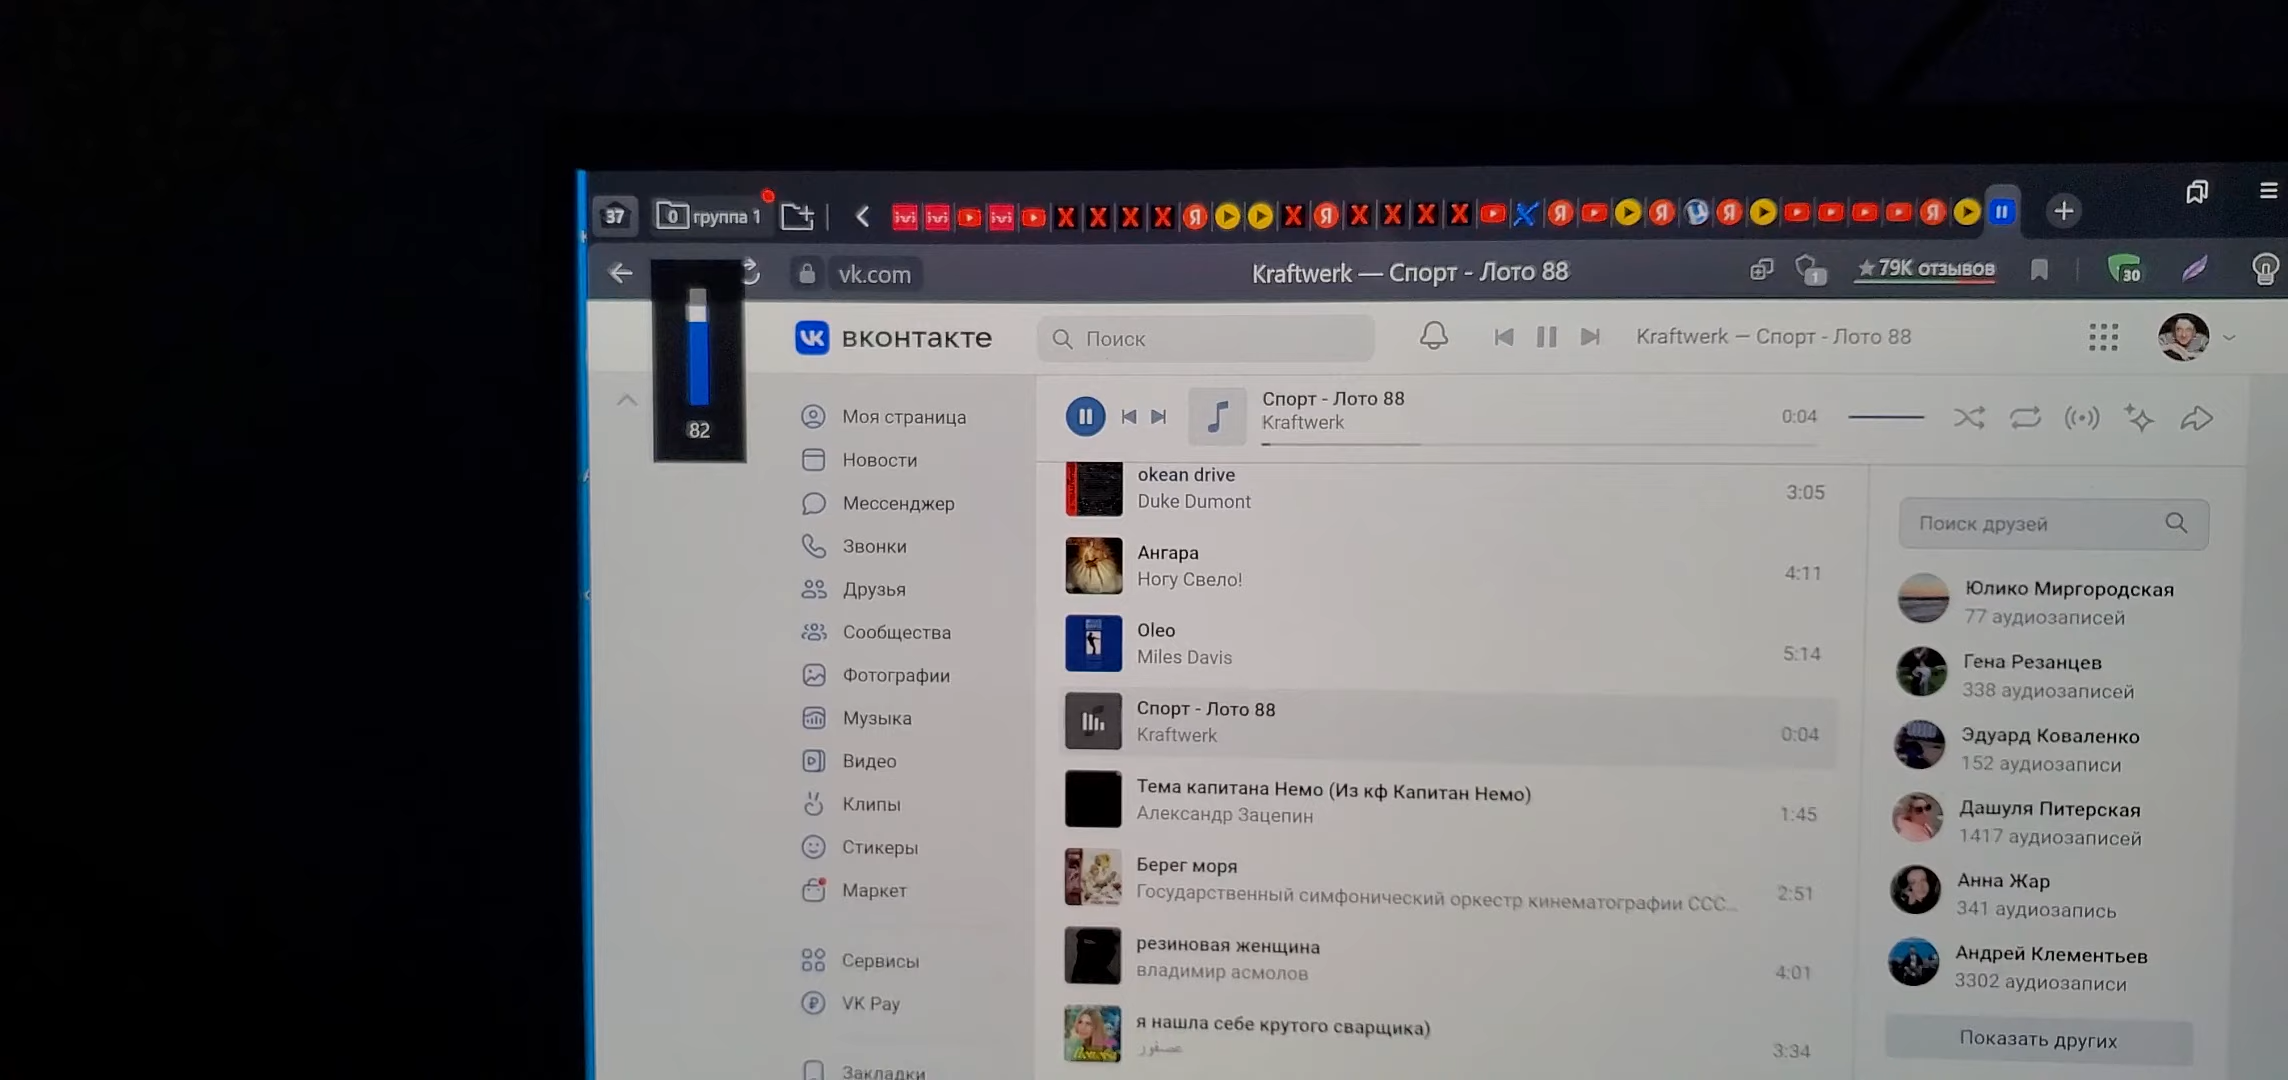 37
0 группа 1
vk.com
Kraftwerk — Спорт - Лото 88
1
★ 79К отзывов
30
82
вконтакте
Поиск
Kraftwerk — Спорт - Лото 88
Моя страница
Новости
Мессенджер
Звонки
Друзья
Сообщества
Фотографии
Музыка
Видео
Клипы
Стикеры
Маркет
Сервисы
VK Pay
Закладки
Спорт - Лото 88
Kraftwerk
0:04
okean drive
Duke Dumont
3:05
Ангара
Ногу Свело!
4:11
Oleo
Miles Davis
5:14
Спорт - Лото 88
Kraftwerk
0:04
Тема капитана Немо (Из кф Капитан Немо)
Александр Зацепин
1:45
Берег моря
Государственный симфонический оркестр кинематографии ССС...
2:51
резиновая женщина
владимир асмолов
4:01
я нашла себе крутого сварщика)
عصفور
3:34
Поиск друзей
Юлико Миргородская
77 аудиозаписей
Гена Резанцев
338 аудиозаписей
Эдуард Коваленко
152 аудиозаписи
Дашуля Питерская
1417 аудиозаписей
Анна Жар
341 аудиозапись
Андрей Клементьев
3302 аудиозаписи
Показать других